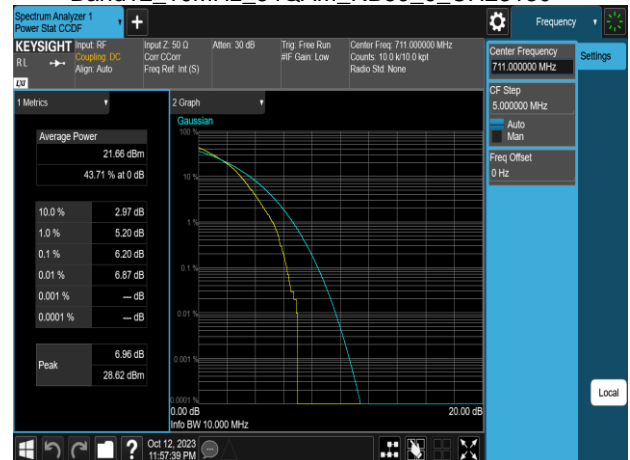 Spectrum Analyzer 1
Power Stat CCDF
Frequency
KEYSIGHT
RL
LXI
Input: RF
Coupling: DC
Align: Auto
Input Z: 50 Ω
Corr CCorr
Freq Ref: Int (S)
Atten: 30 dB
Trig: Free Run
#IF Gain: Low
Center Freq: 711.000000 MHz
Counts: 10.0 k/10.0 kpt
Radio Std: None
Center Frequency
711.000000 MHz
Settings
CF Step
5.000000 MHz
Auto
Man
Freq Offset
0 Hz
1 Metrics
Average Power
21.66 dBm
43.71 % at 0 dB
10.0 % 2.97 dB
1.0 % 5.20 dB
0.1 % 6.20 dB
0.01 % 6.87 dB
0.001 % --- dB
0.0001 % --- dB
Peak
6.96 dB
28.62 dBm
2 Graph
Gaussian
100 %
10 %
1 %
0.1 %
0.01 %
0.001 %
0.0001 %
0.00 dB 20.00 dB
Info BW 10.000 MHz
Local
?
Oct 12, 2023
11:57:39 PM